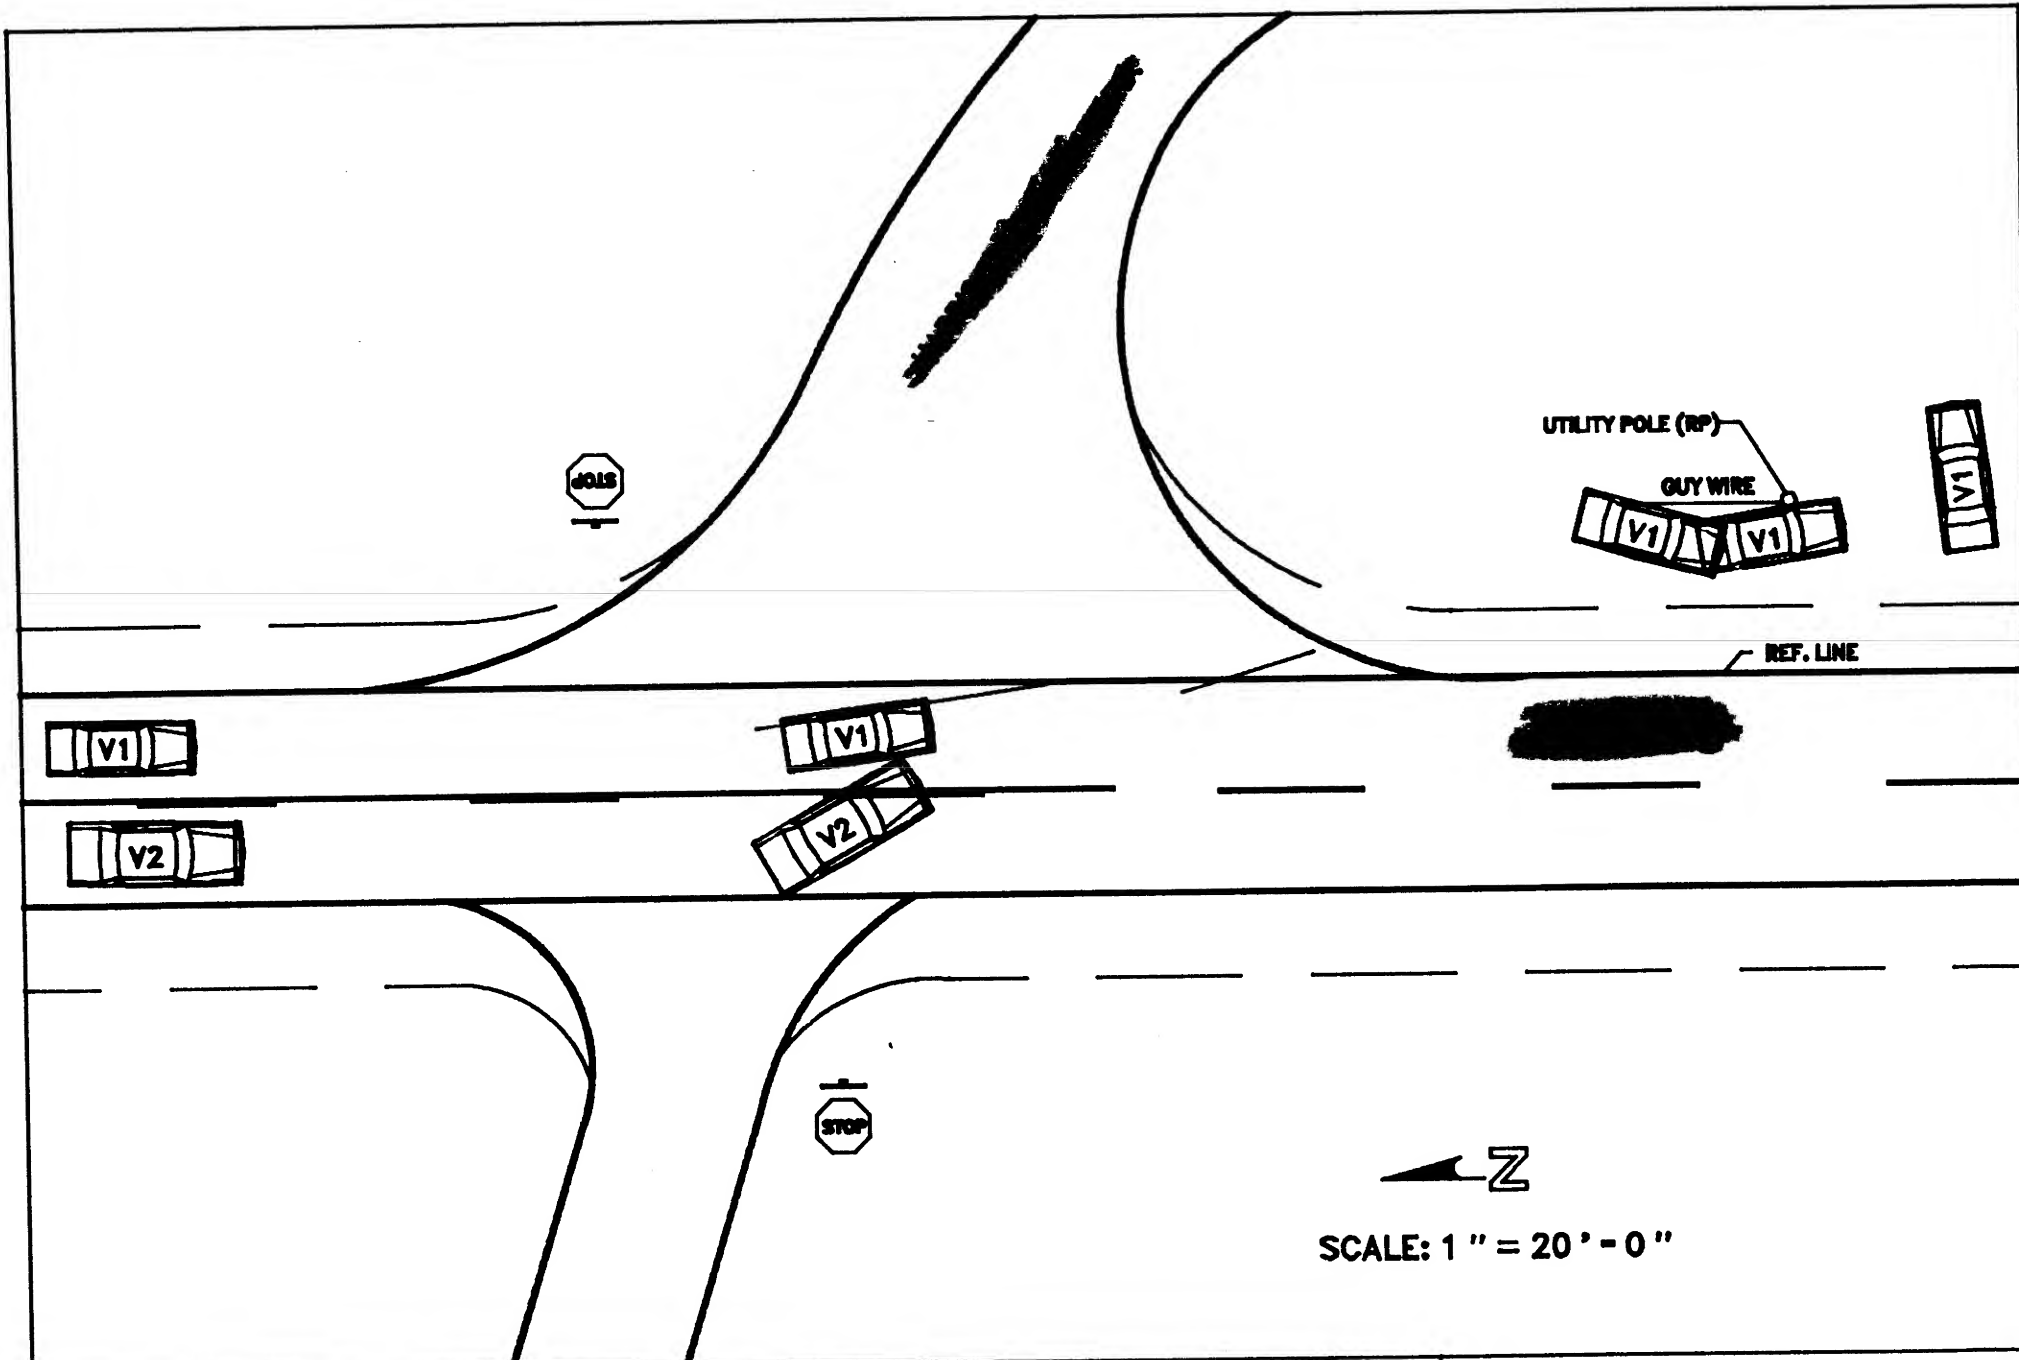 UTILITY POLE (RP)
STOP
GUY WIRE
V1
V1
V1
REF. LINE
V1
V1
V2
V2
STOP
Z
SCALE: 1 " = 20 ' - 0 "